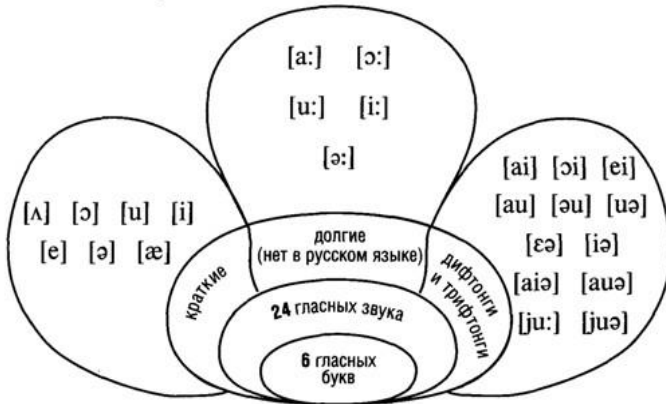 [a:] [ɔ:]
[u:] [i:]
[ə:]
[ʌ] [ɔ] [u] [i]
[e] [ə] [æ]
[ai] [ɔi] [ei]
[au] [əu] [uə]
[ɛə] [iə]
[aiə] [auə]
[ju:] [juə]
краткие
долгие
(нет в русском языке)
дифтонги
и трифтонги
24 гласных звука
6 гласных
букв